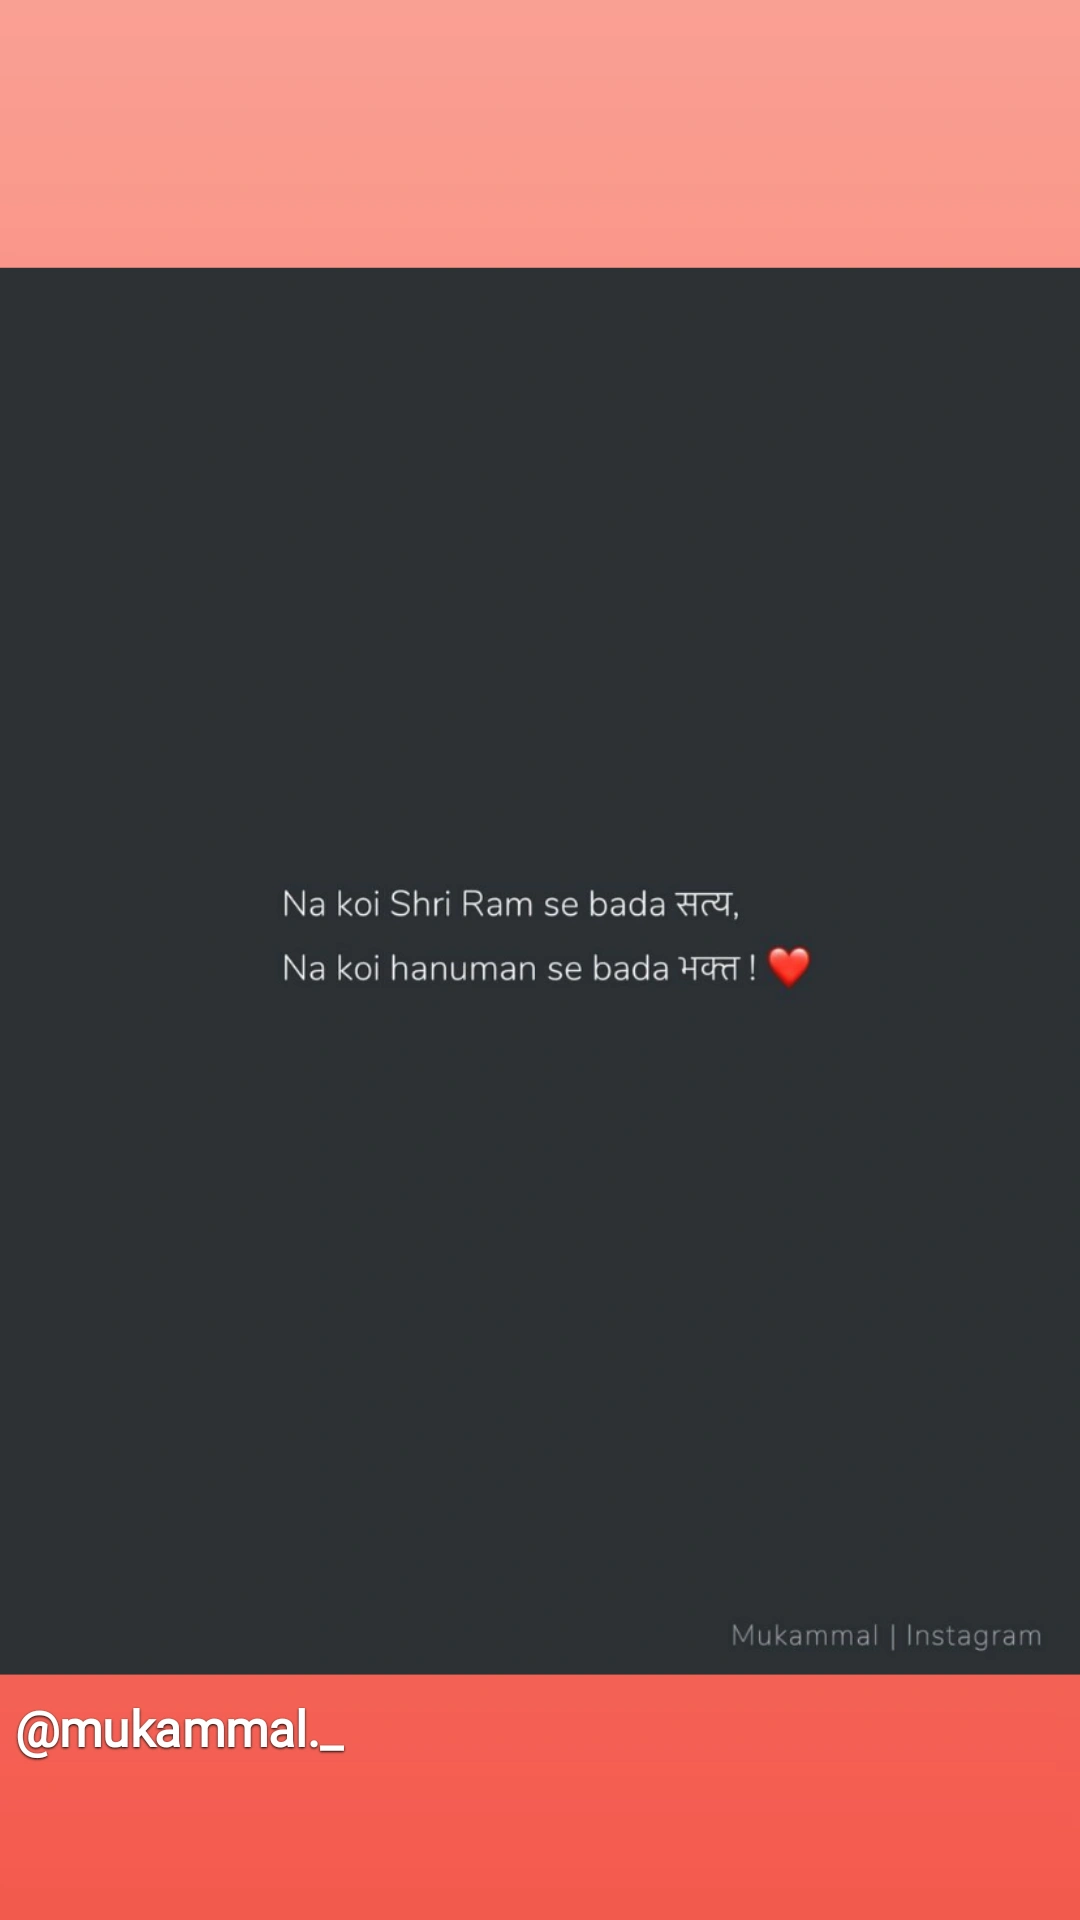 Na koi Shri Ram se bada सत्य,
Na koi hanuman se bada भक्त ! ❤️
Mukammal | Instagram
@mukammal._